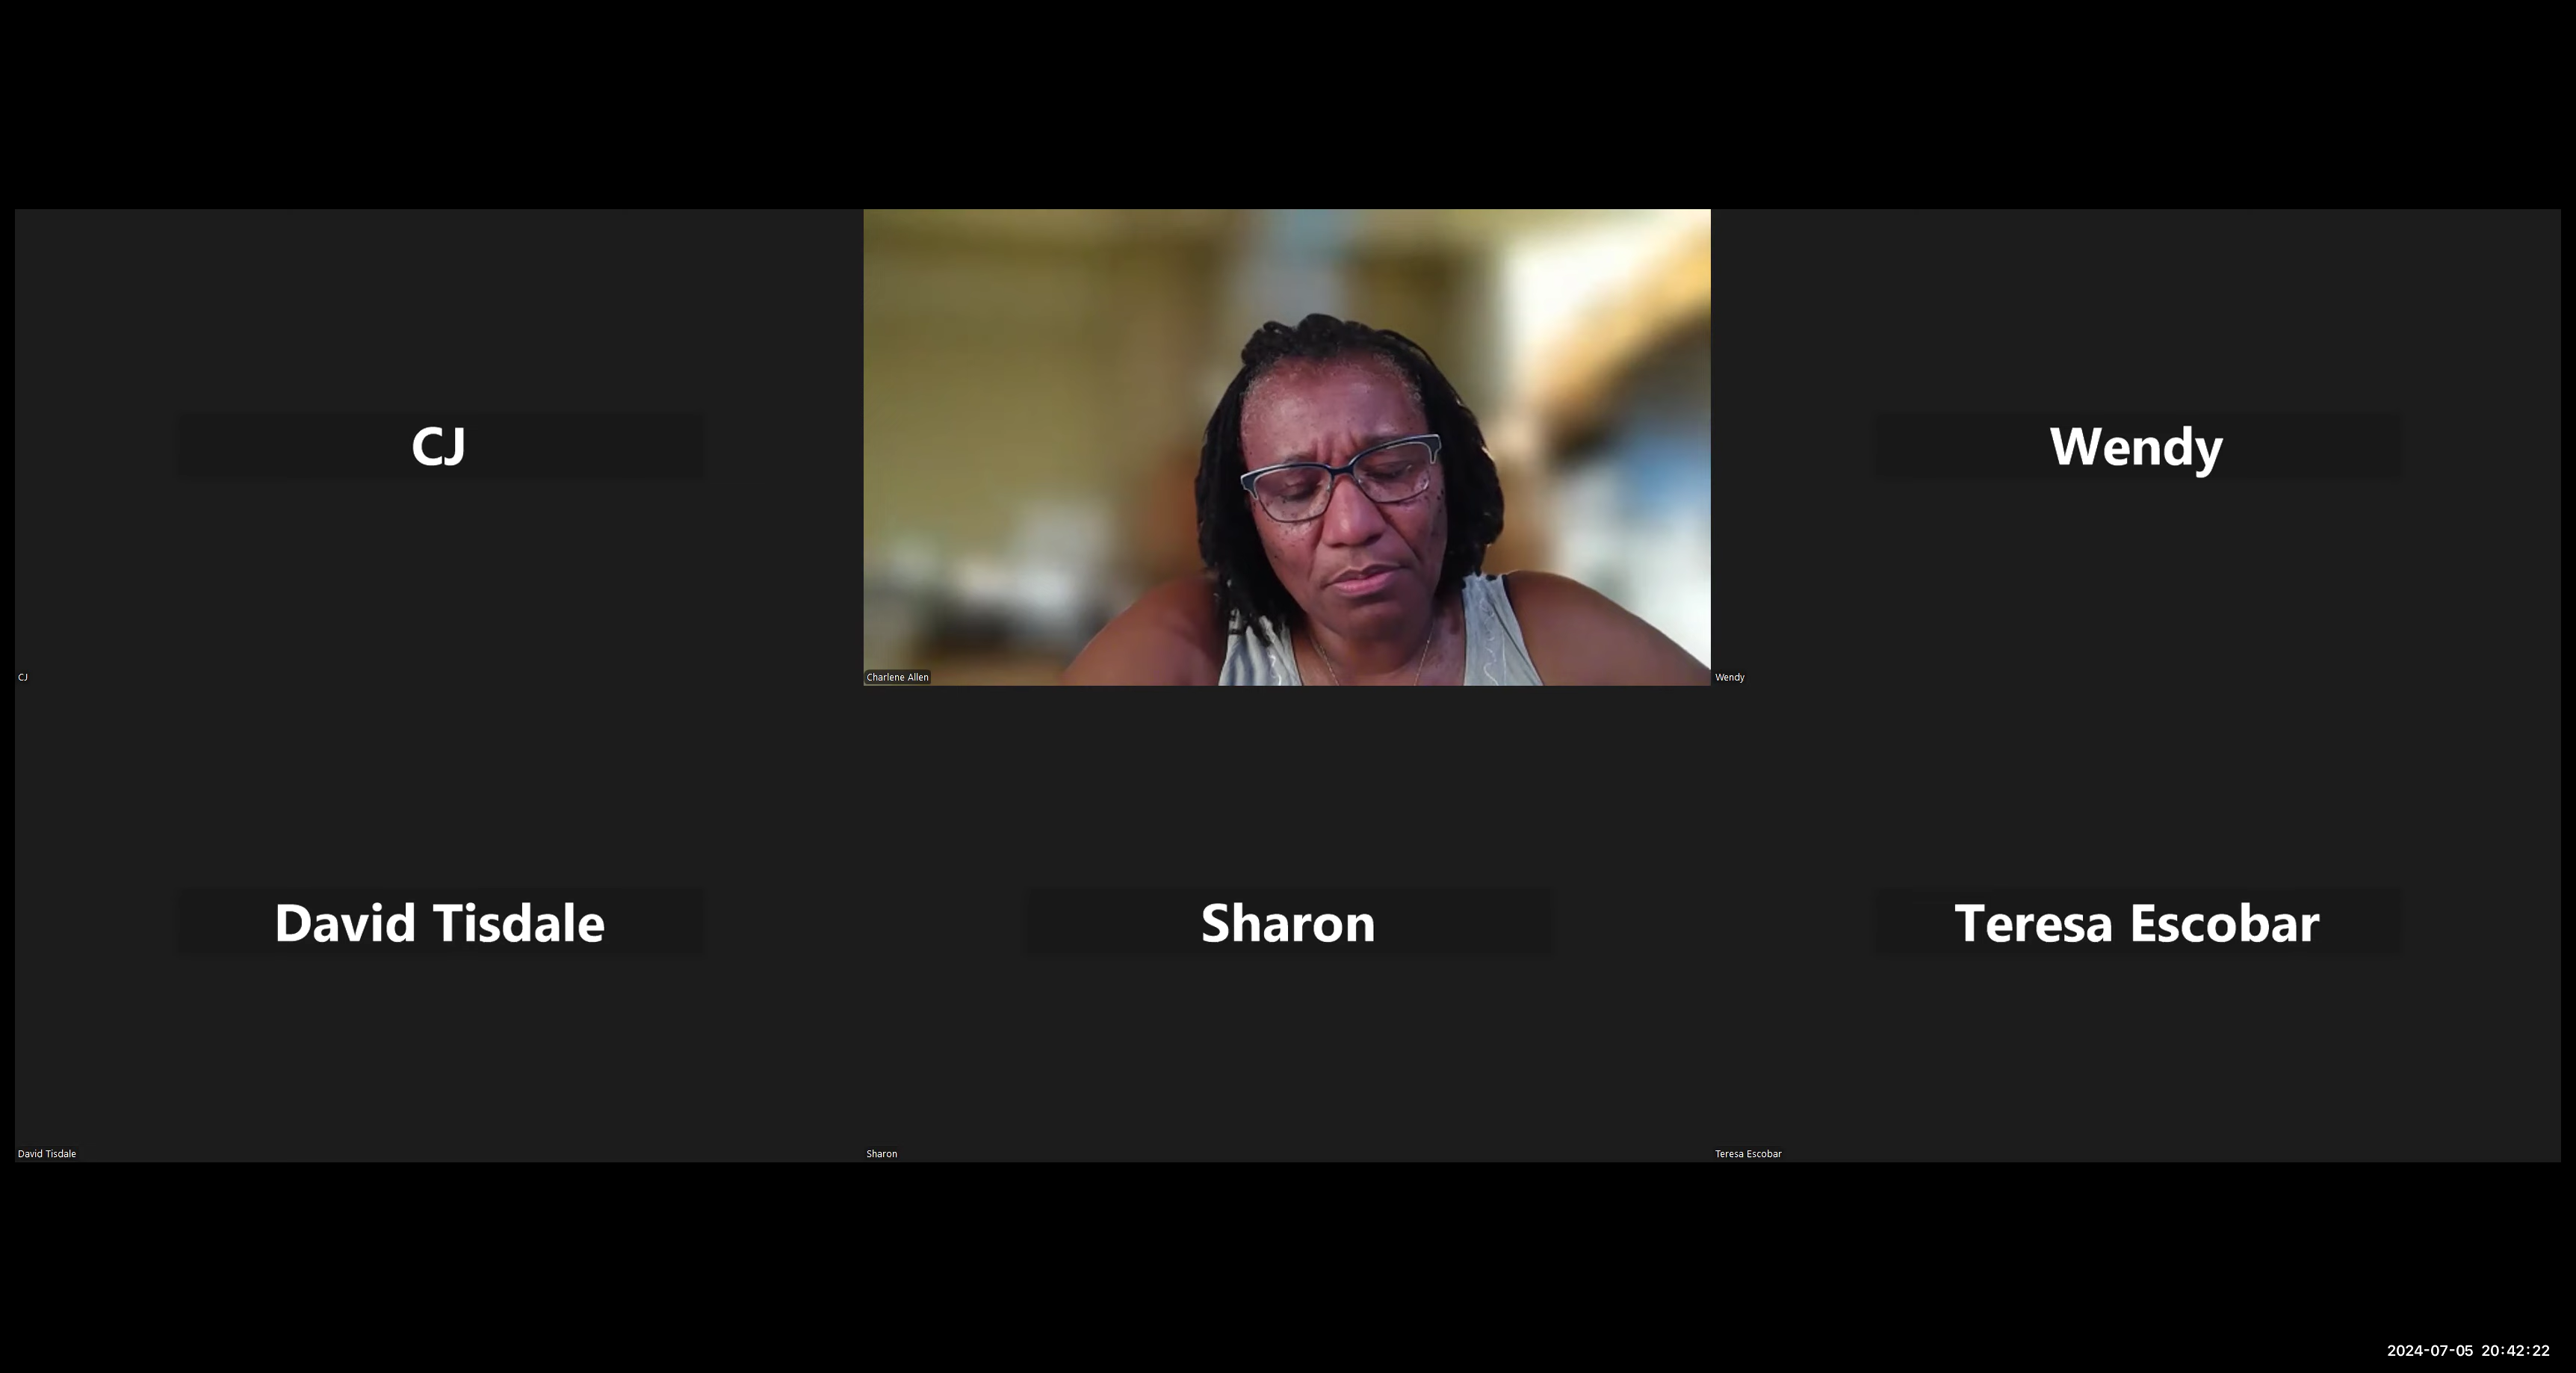 CJ
Wendy
CJ
Charlene Allen
Wendy
David Tisdale
Sharon
Teresa Escobar
David Tisdale
Sharon
Teresa Escobar
2024-07-05 20:42:22